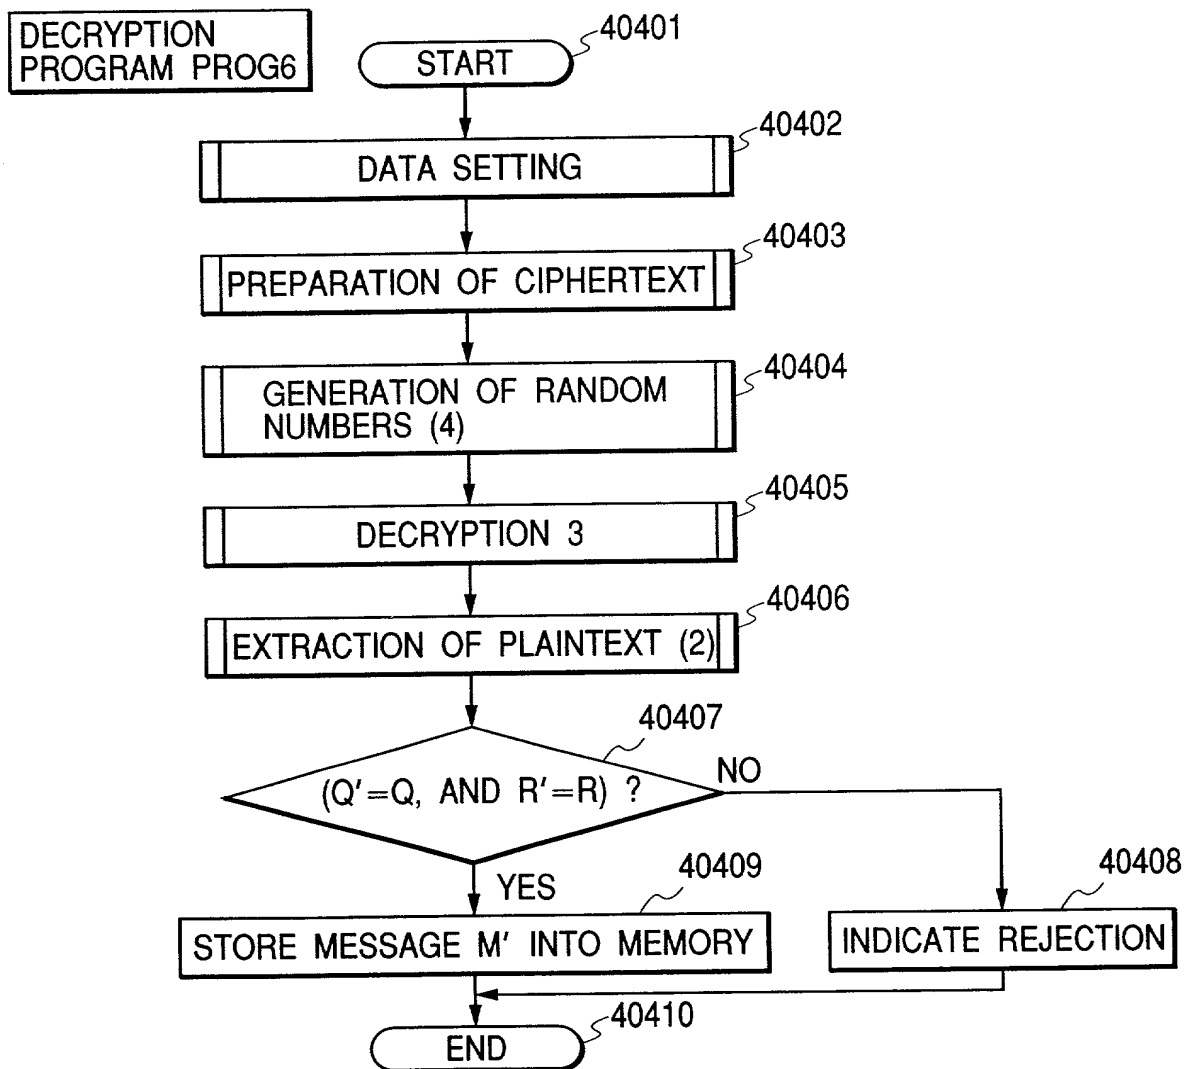 DECRYPTION
PROGRAM PROG6
START
40401
DATA SETTING
40402
PREPARATION OF CIPHERTEXT
40403
GENERATION OF RANDOM
NUMBERS (4)
40404
DECRYPTION 3
40405
EXTRACTION OF PLAINTEXT (2)
40406
(Q'=Q, AND R'=R) ?
40407
NO
YES
STORE MESSAGE M' INTO MEMORY
40409
INDICATE REJECTION
40408
END
40410